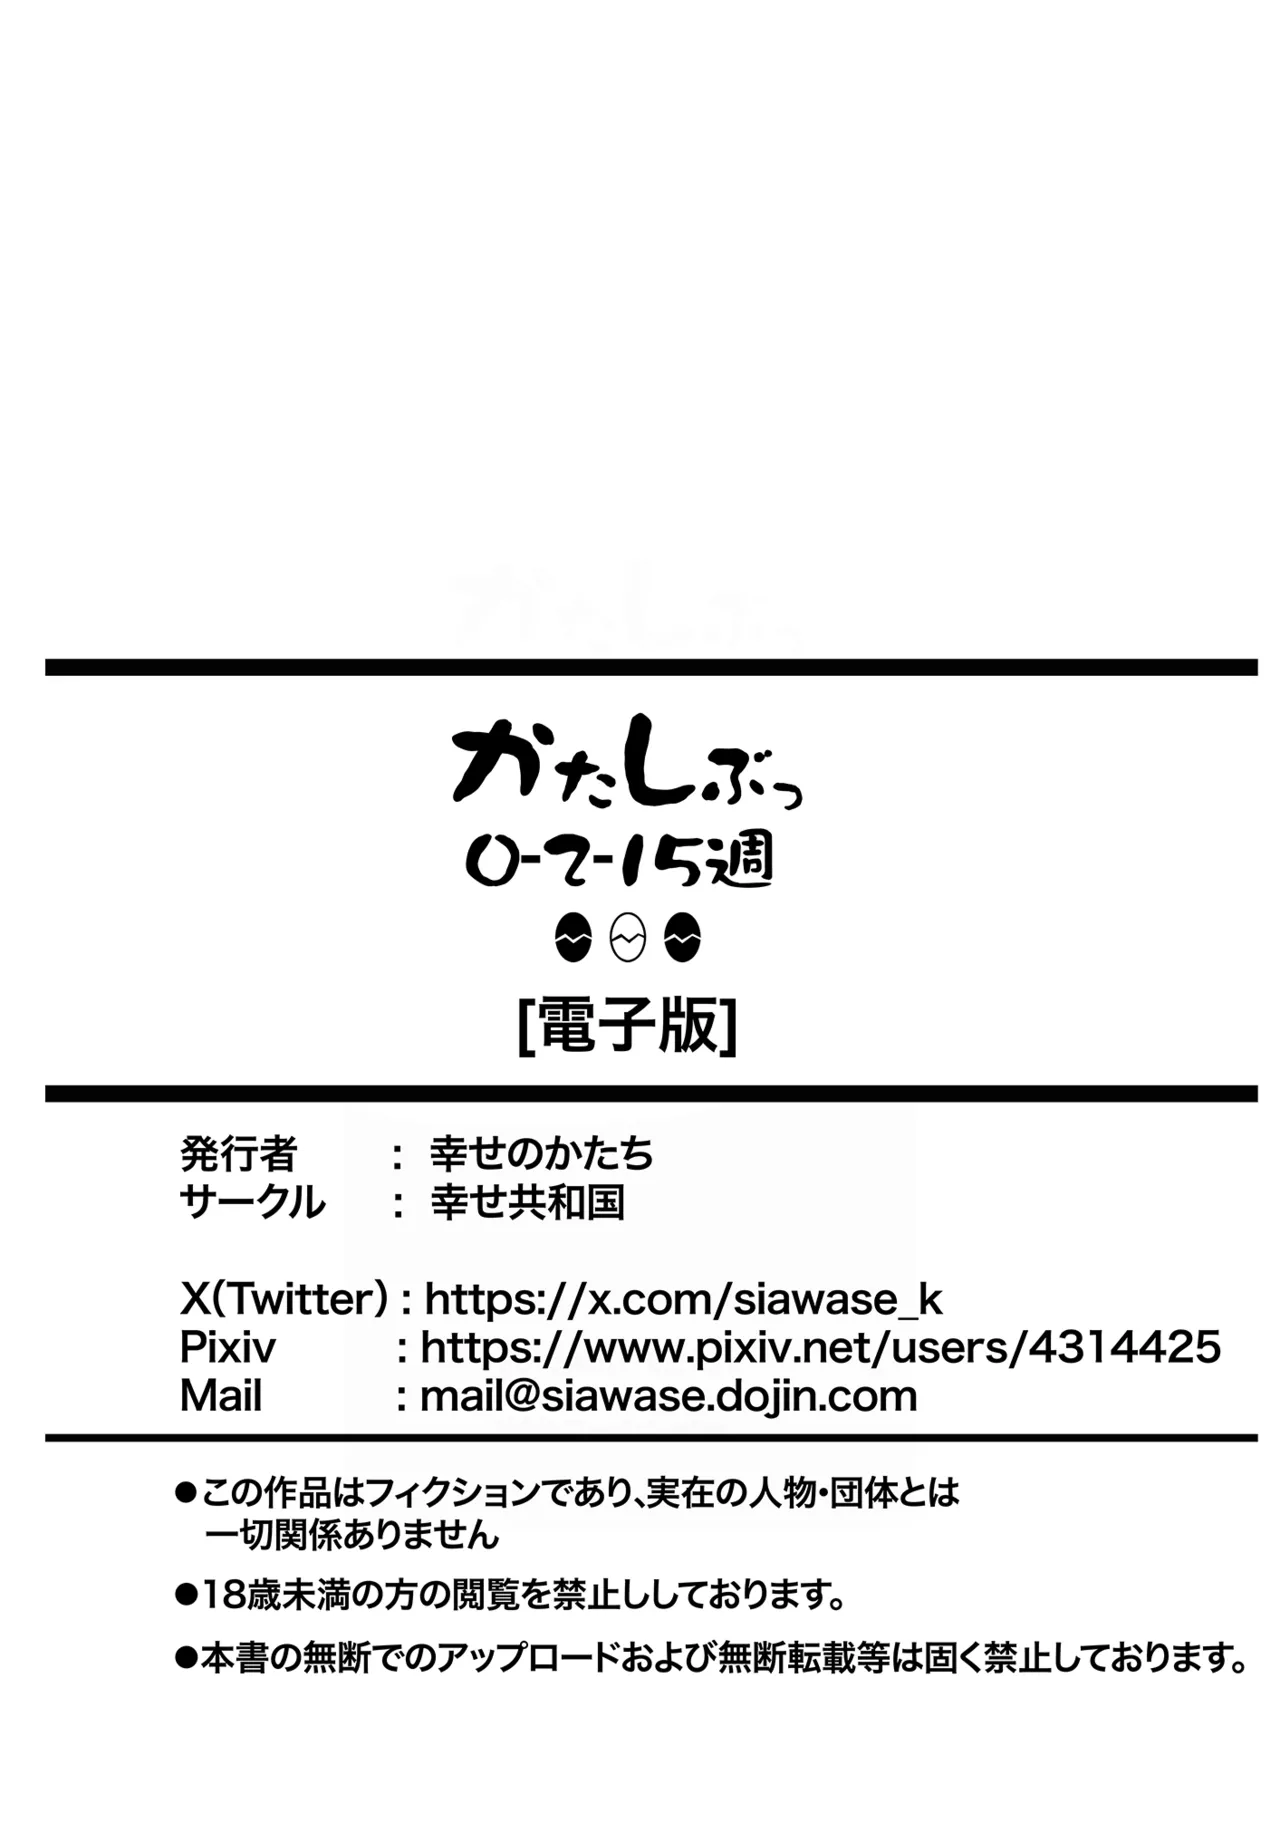 かたしぶっ
0-2-15週
[電子版]
発行者 : 幸せのかたち
サークル : 幸せ共和国
X(Twitter) : https://x.com/siawase_k
Pixiv : https://www.pixiv.net/users/4314425
Mail : mail@siawase.dojin.com
●この作品はフィクションであり、実在の人物・団体とは
一切関係ありません
●18歳未満の方の閲覧を禁止ししております。
●本書の無断でのアップロードおよび無断転載等は固く禁止しております。